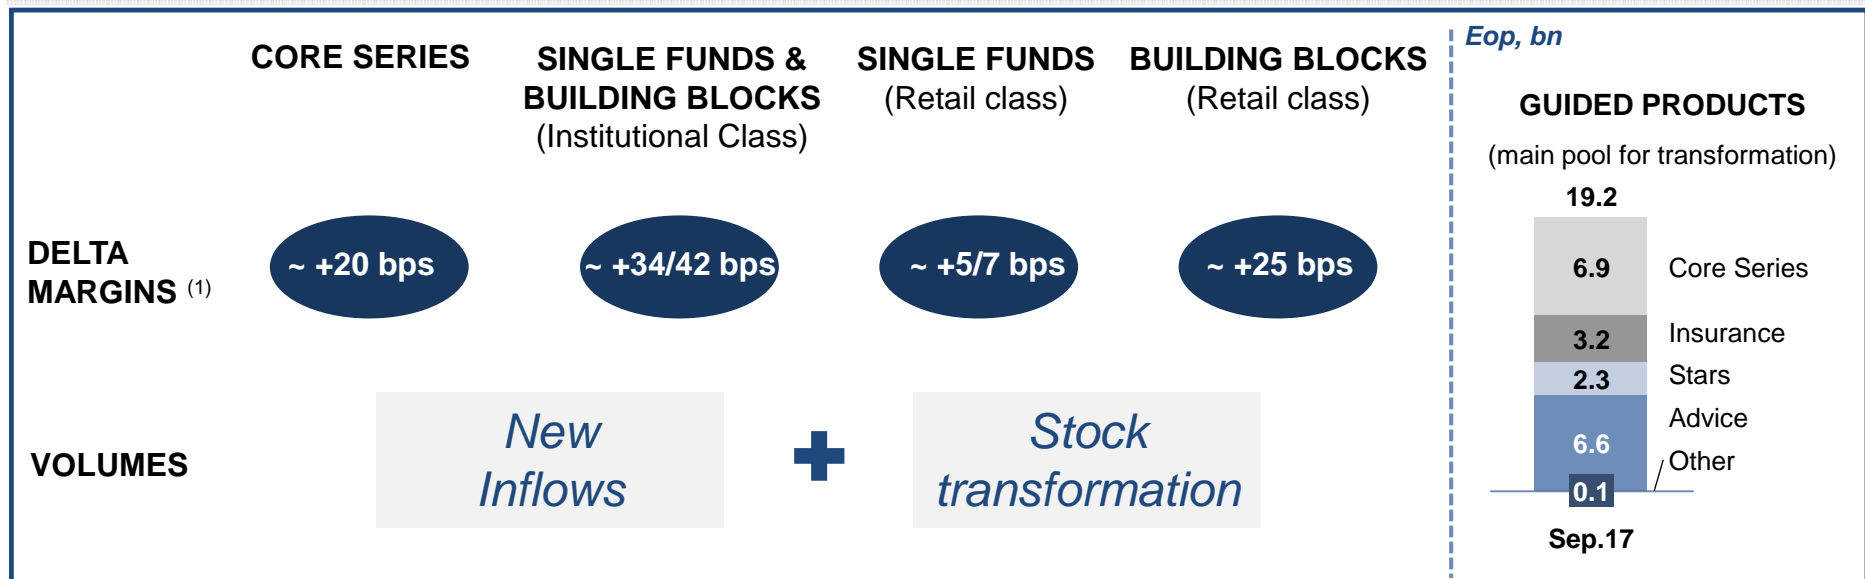 CORE SERIES
SINGLE FUNDS &
BUILDING BLOCKS
(Institutional Class)
SINGLE FUNDS
(Retail class)
BUILDING BLOCKS
(Retail class)
DELTA
MARGINS (1)
~ +20 bps
~ +34/42 bps
~ +5/7 bps
~ +25 bps
VOLUMES
New
Inflows
Stock
transformation
Eop, bn
GUIDED PRODUCTS
(main pool for transformation)
19.2
6.9 Core Series
3.2 Insurance
2.3 Stars
6.6 Advice
0.1 Other
Sep.17